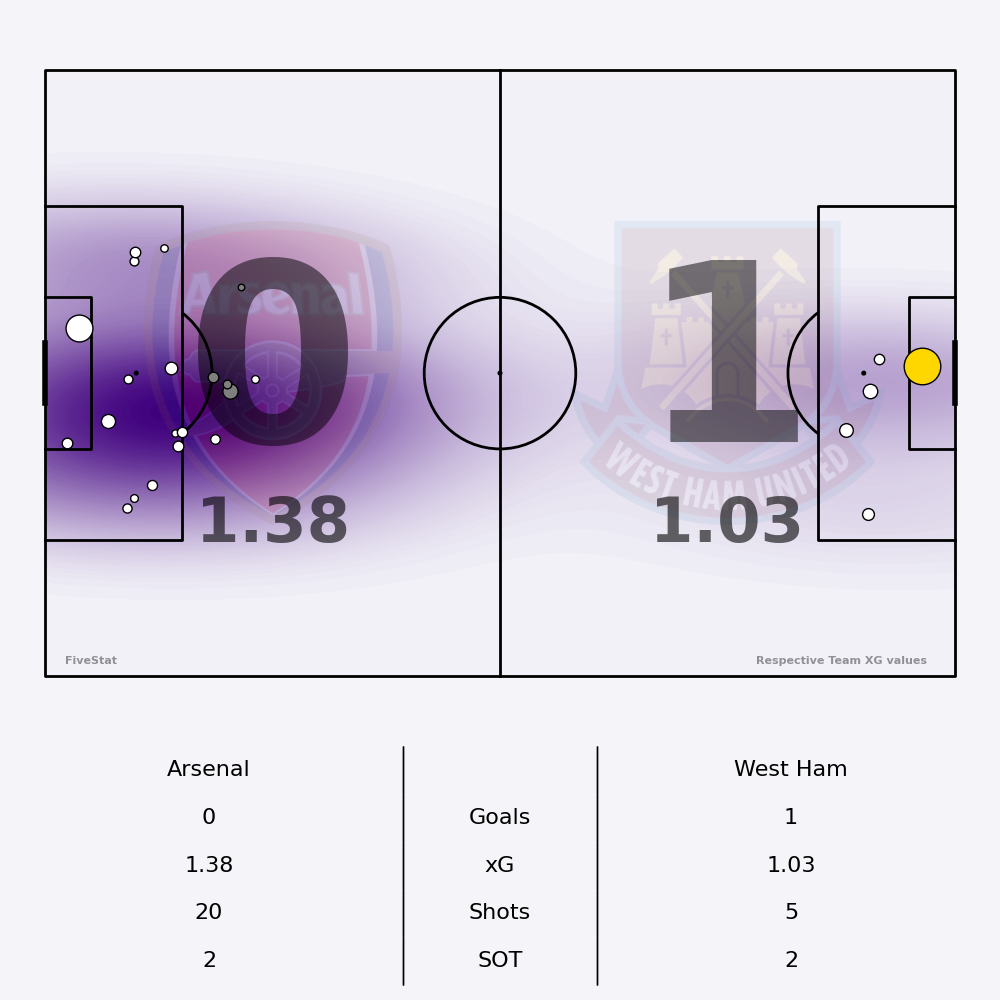 Arsenal
0
1
WEST HAM UNITED
1.38
1.03
FiveStat
Respective Team XG values
Arsenal
West Ham
0
Goals
1
1.38
xG
1.03
20
Shots
5
2
SOT
2